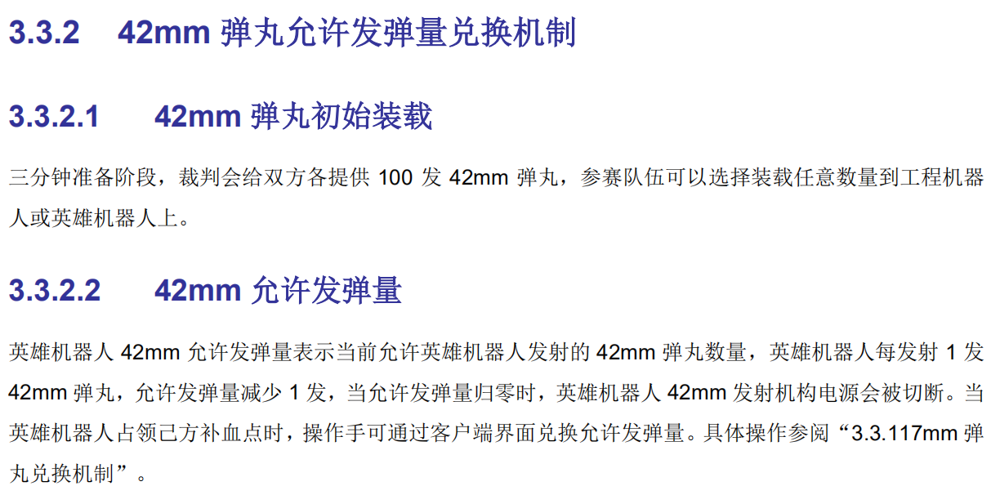 3.3.2 42mm 弹丸允许发弹量兑换机制
3.3.2.1 42mm 弹丸初始装载
三分钟准备阶段，裁判会给双方各提供 100 发 42mm 弹丸，参赛队伍可以选择装载任意数量到工程机器
人或英雄机器人上。
3.3.2.2 42mm 允许发弹量
英雄机器人 42mm 允许发弹量表示当前允许英雄机器人发射的 42mm 弹丸数量，英雄机器人每发射 1 发
42mm 弹丸，允许发弹量减少 1 发，当允许发弹量归零时，英雄机器人 42mm 发射机构电源会被切断。当
英雄机器人占领己方补血点时，操作手可通过客户端界面兑换允许发弹量。具体操作参阅“3.3.117mm 弹
丸兑换机制”。